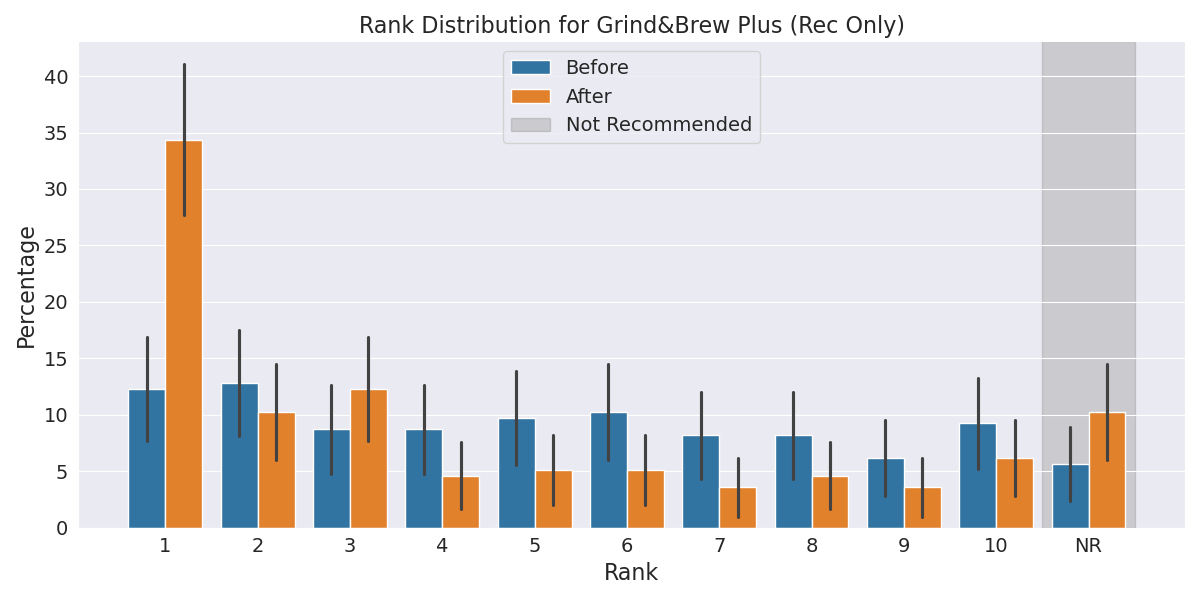 Rank Distribution for Grind&Brew Plus (Rec Only)
Before
After
Not Recommended
Percentage
40
35
30
25
20
15
10
5
0
1 2 3 4 5 6 7 8 9 10 NR
Rank